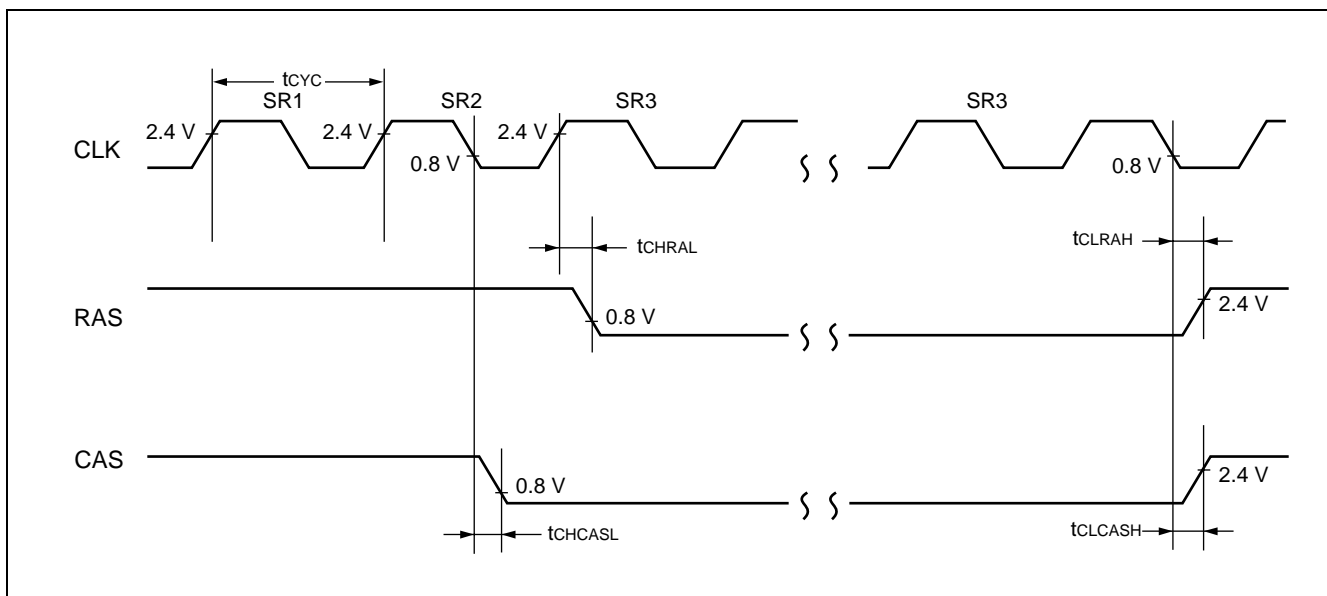 tCYC
SR1 SR2 SR3 SR3
2.4 V 2.4 V 2.4 V
CLK
0.8 V 0.8 V
tCHRAL tCLRAH
RAS
0.8 V 2.4 V
CAS
0.8 V 2.4 V
tCHCASL tCLCASH